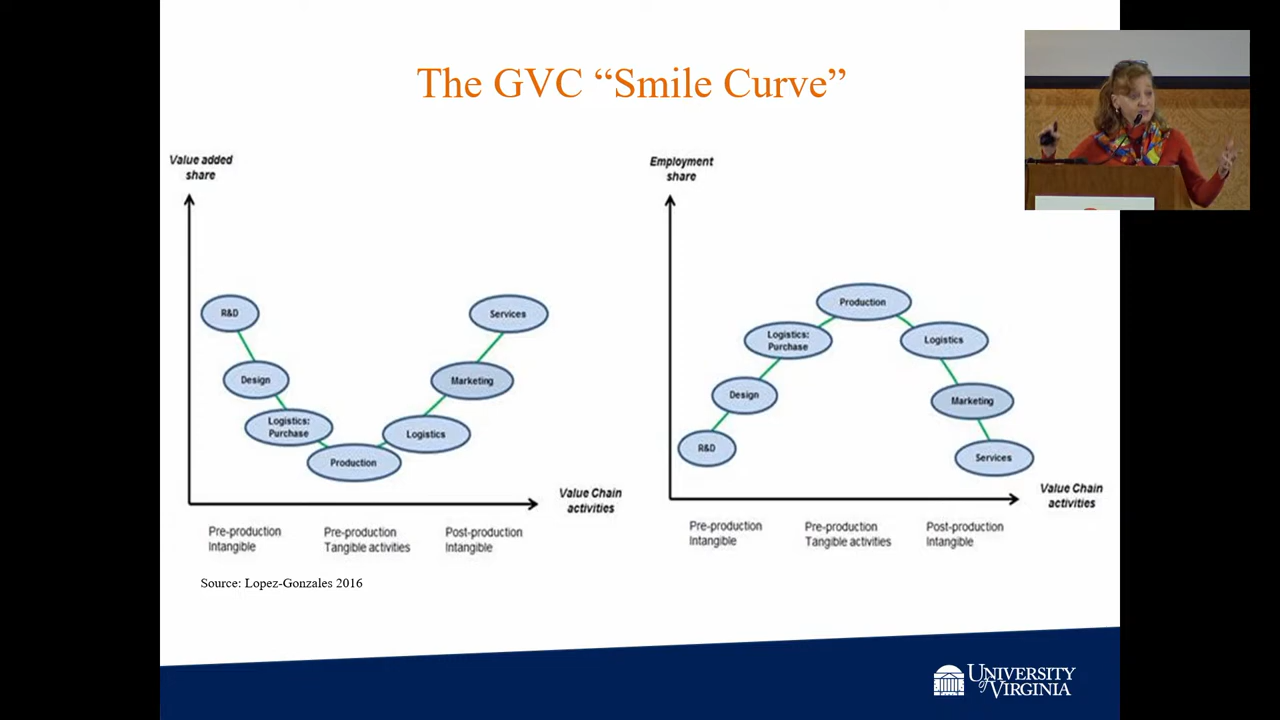 The GVC “Smile Curve”
Value added
share
R&D
Design
Logistics:
Purchase
Production
Logistics
Marketing
Services
Value Chain
activities
Pre-production
Intangible
Pre-production
Tangible activities
Post-production
Intangible
Employment
share
R&D
Design
Logistics:
Purchase
Production
Logistics
Marketing
Services
Value Chain
activities
Pre-production
Intangible
Pre-production
Tangible activities
Post-production
Intangible
Source: Lopez-Gonzales 2016
UNIVERSITY
of VIRGINIA